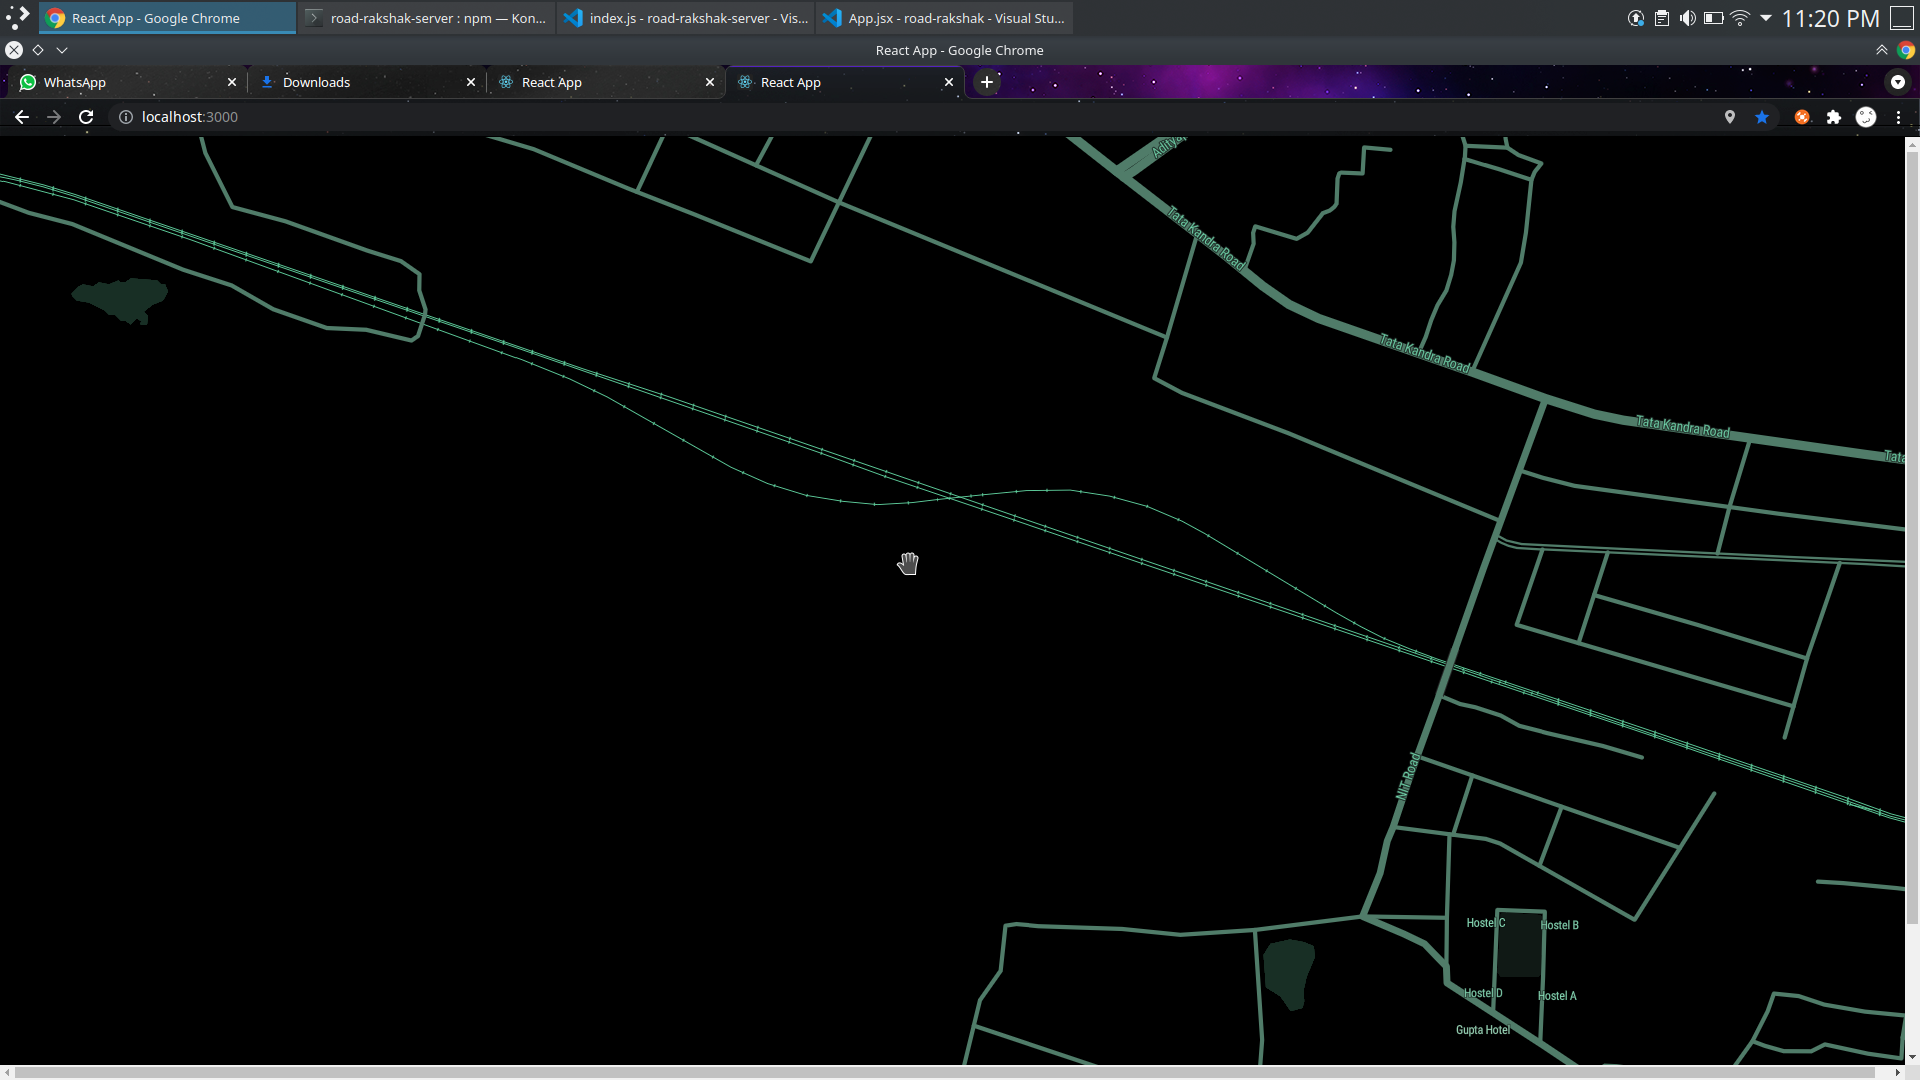 React App - Google Chrome
road-rakshak-server : npm — Kon...
index.js - road-rakshak-server - Vis...
App.jsx - road-rakshak - Visual Stu...
11:20 PM
React App - Google Chrome
WhatsApp
Downloads
React App
React App
localhost:3000
Aditya
Tata Kandra Road
Tata Kandra Road
Tata Kandra Road
Tata
NIT Road
Hostel C
Hostel B
Hostel D
Hostel A
Gupta Hotel